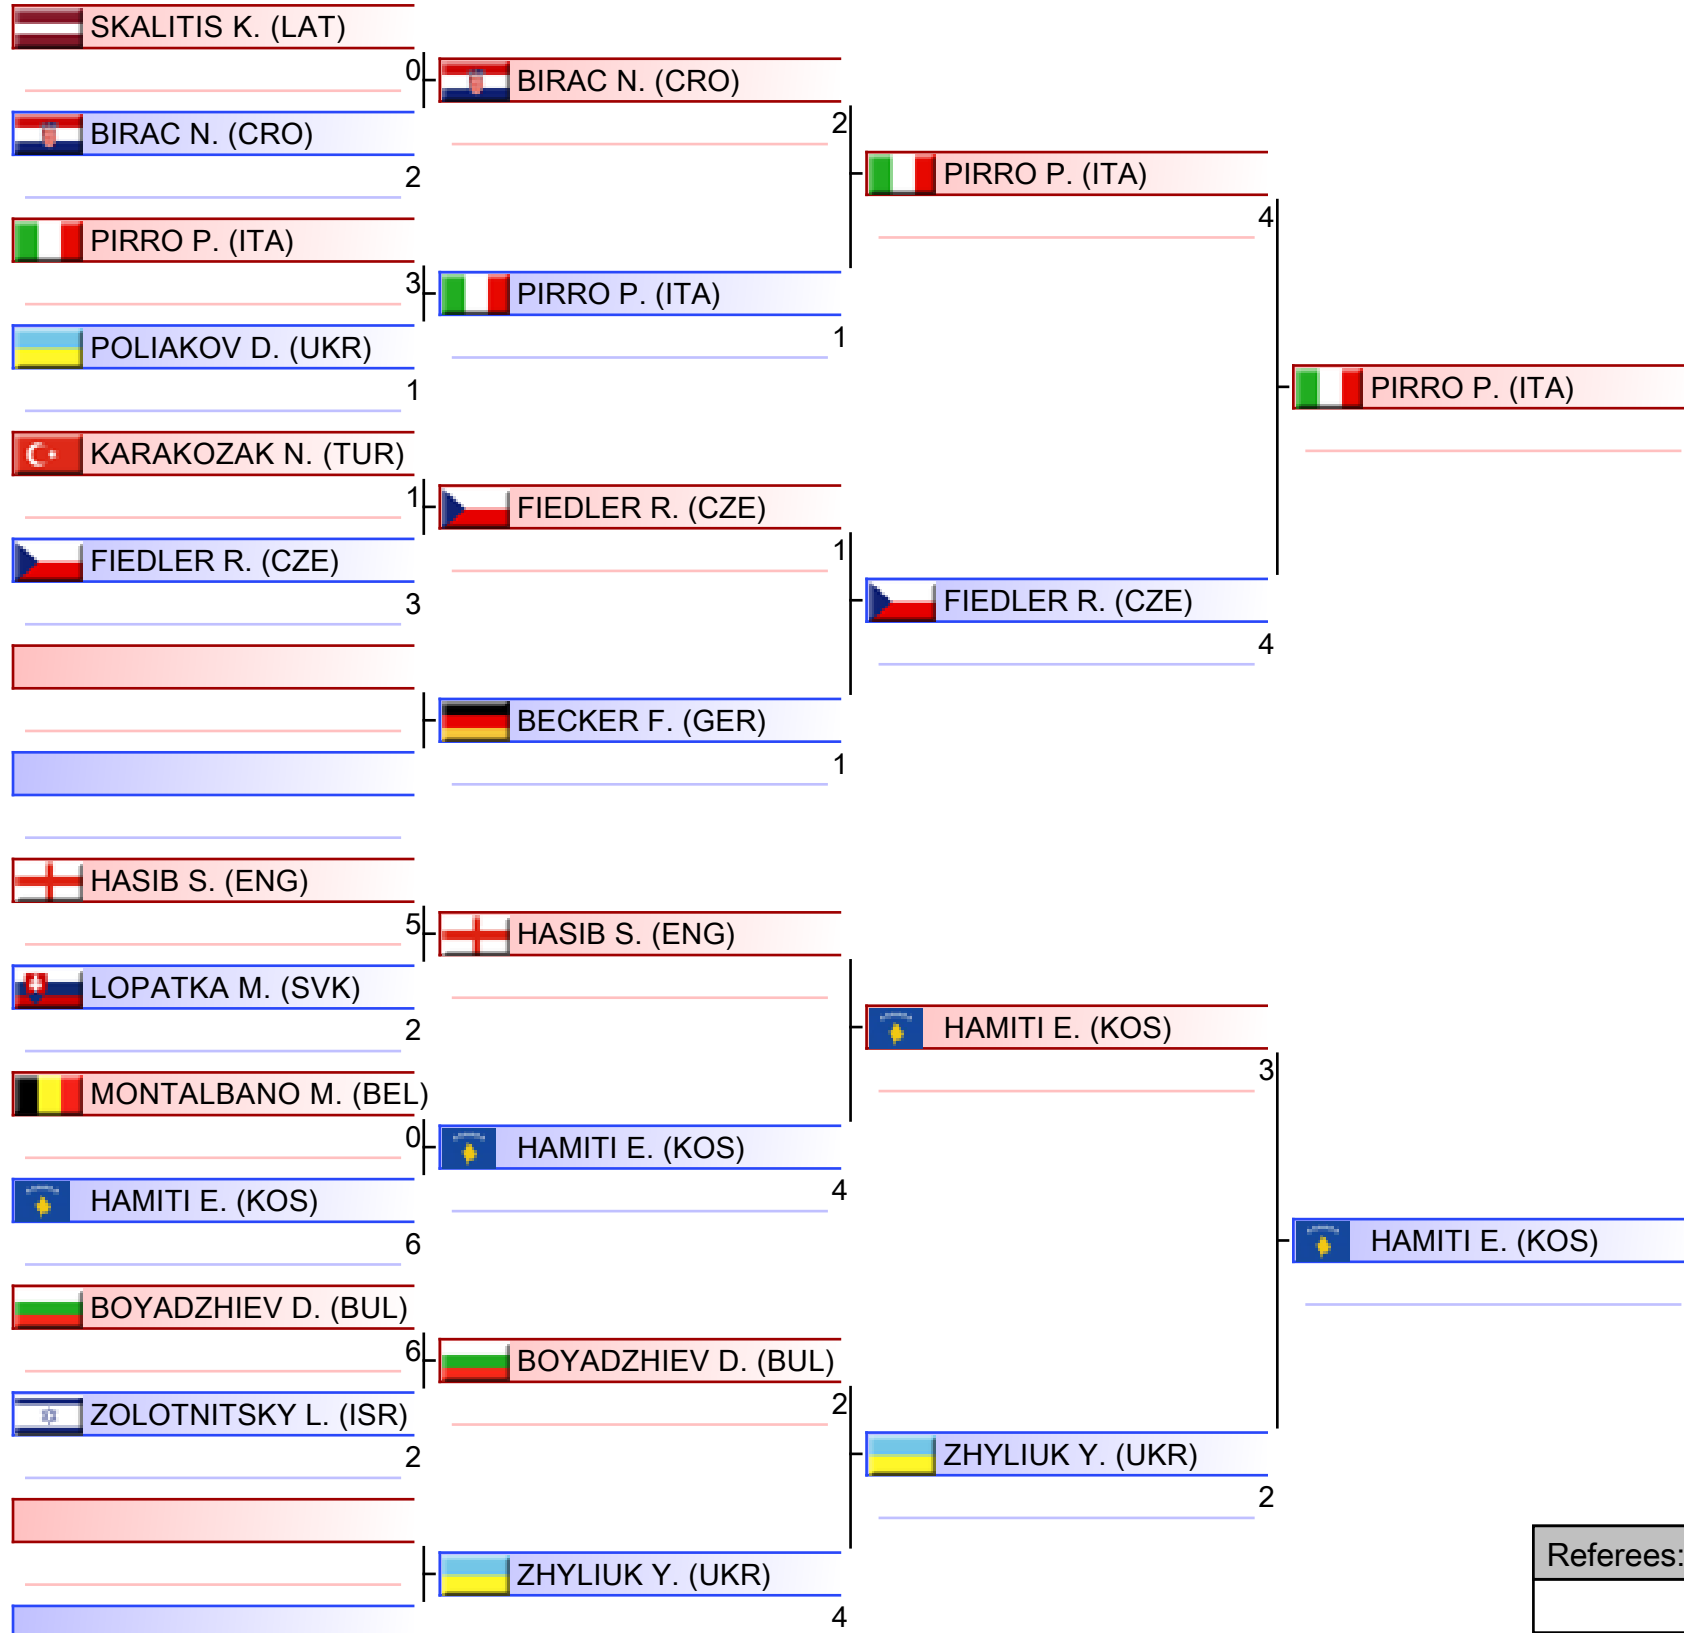 SKALITIS K. (LAT)
0
BIRAC N. (CRO)
2
PIRRO P. (ITA)
3
POLIAKOV D. (UKR)
1
KARAKOZAK N. (TUR)
1
FIEDLER R. (CZE)
3
HASIB S. (ENG)
5
LOPATKA M. (SVK)
2
MONTALBANO M. (BEL)
0
HAMITI E. (KOS)
6
BOYADZHIEV D. (BUL)
6
ZOLOTNITSKY L. (ISR)
2
BIRAC N. (CRO)
2
PIRRO P. (ITA)
1
FIEDLER R. (CZE)
1
BECKER F. (GER)
1
HASIB S. (ENG)
HAMITI E. (KOS)
4
BOYADZHIEV D. (BUL)
2
ZHYLIUK Y. (UKR)
4
PIRRO P. (ITA)
4
FIEDLER R. (CZE)
4
HAMITI E. (KOS)
3
ZHYLIUK Y. (UKR)
2
PIRRO P. (ITA)
HAMITI E. (KOS)
Referees: